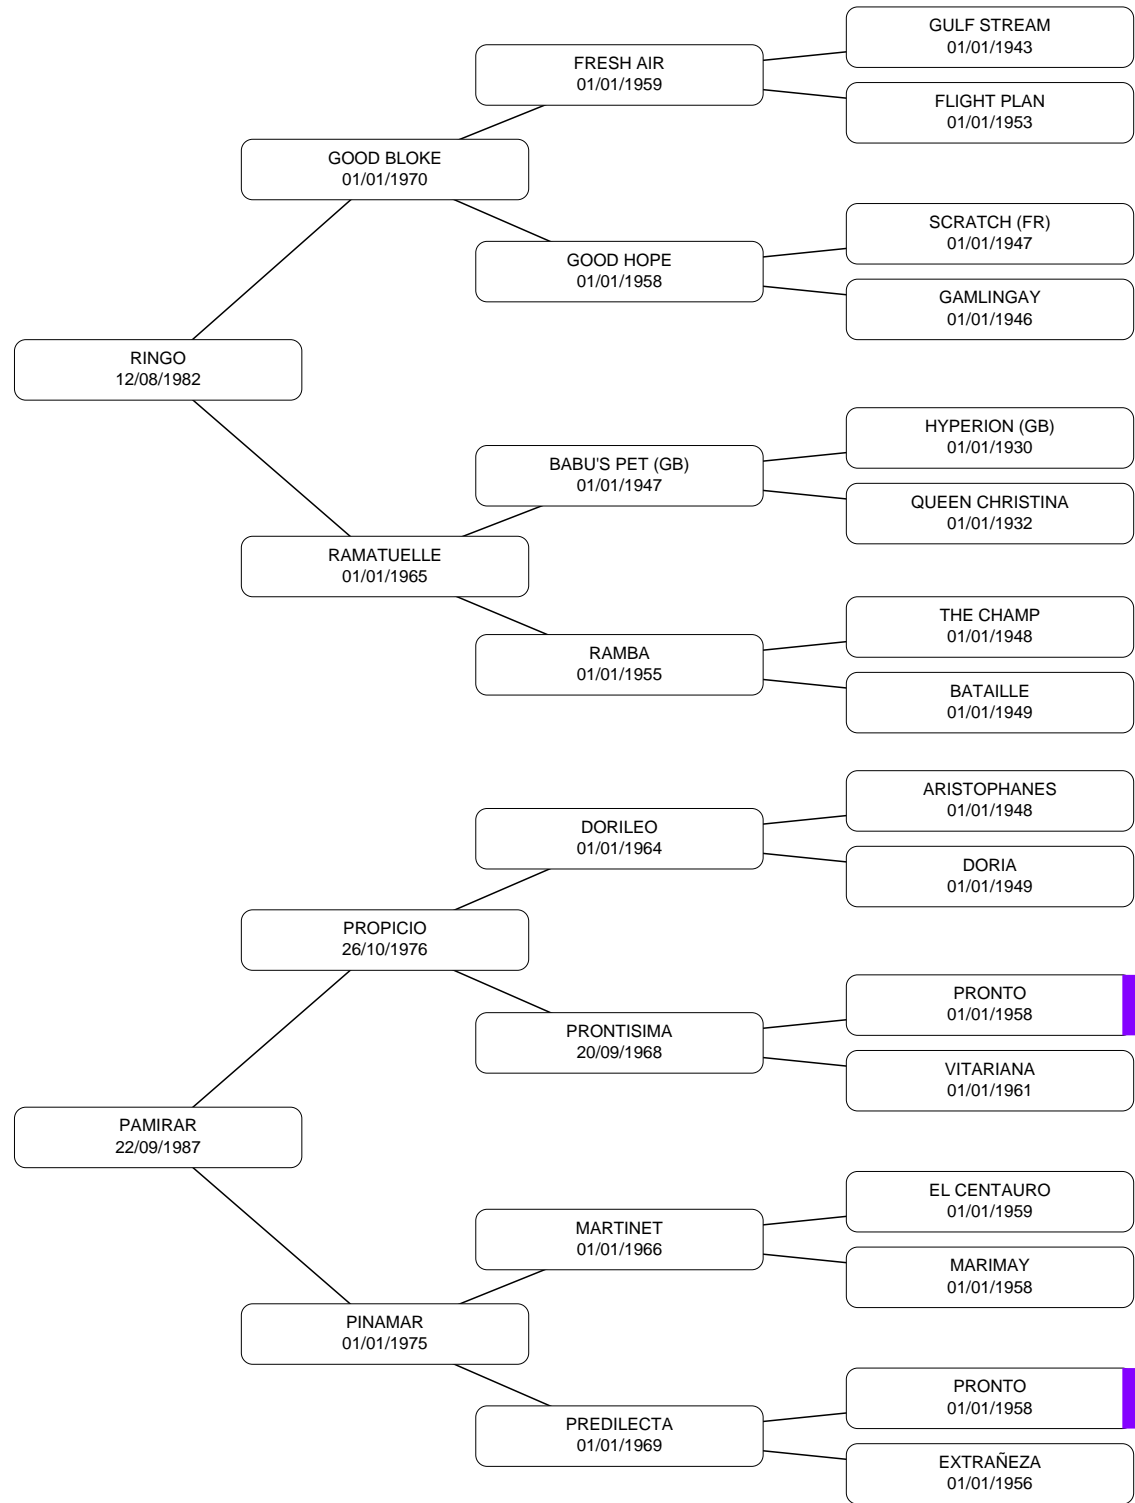 GULF STREAM
01/01/1943
FRESH AIR
01/01/1959
FLIGHT PLAN
01/01/1953
GOOD BLOKE
01/01/1970
SCRATCH (FR)
01/01/1947
GOOD HOPE
01/01/1958
GAMLINGAY
01/01/1946
RINGO
12/08/1982
HYPERION (GB)
01/01/1930
BABU'S PET (GB)
01/01/1947
QUEEN CHRISTINA
01/01/1932
RAMATUELLE
01/01/1965
THE CHAMP
01/01/1948
RAMBA
01/01/1955
BATAILLE
01/01/1949
ARISTOPHANES
01/01/1948
DORILEO
01/01/1964
DORIA
01/01/1949
PROPICIO
26/10/1976
PRONTO
01/01/1958
PRONTISIMA
20/09/1968
VITARIANA
01/01/1961
PAMIRAR
22/09/1987
EL CENTAURO
01/01/1959
MARTINET
01/01/1966
MARIMAY
01/01/1958
PINAMAR
01/01/1975
PRONTO
01/01/1958
PREDILECTA
01/01/1969
EXTRAÑEZA
01/01/1956